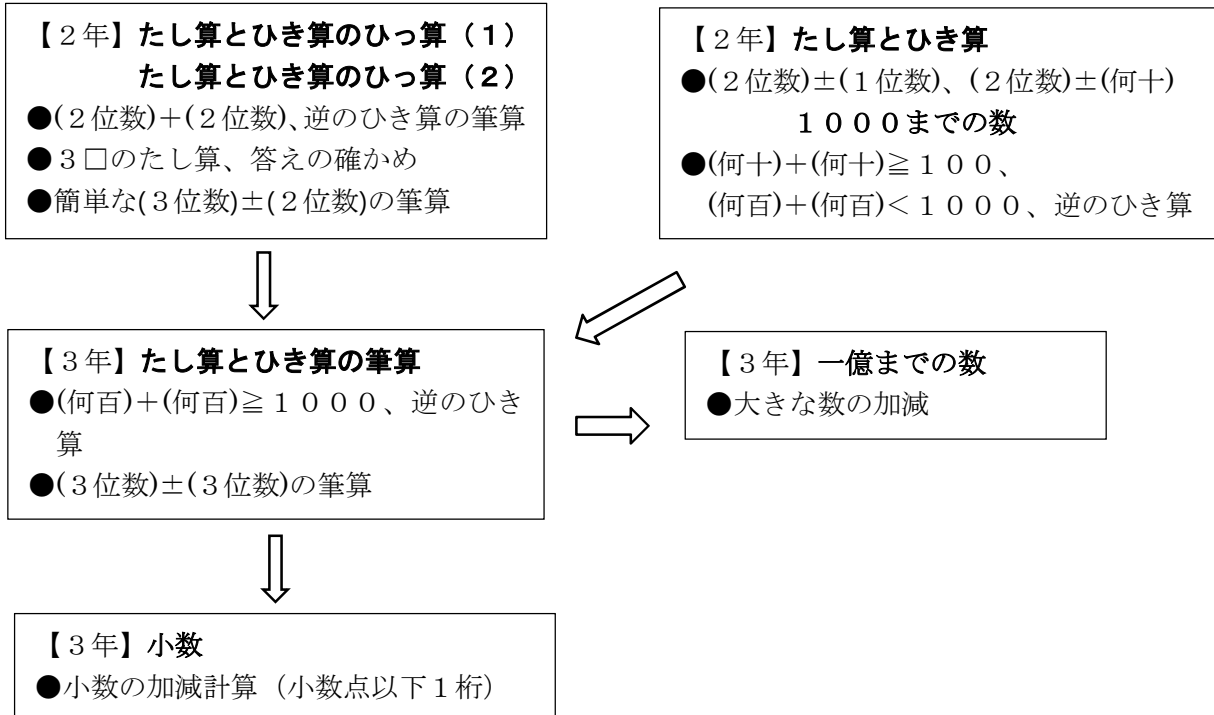 【２年】たし算とひき算のひっ算（１）
たし算とひき算のひっ算（２）
●(２位数)＋(２位数)、逆のひき算の筆算
●３□のたし算、答えの確かめ
●簡単な(３位数)±(２位数)の筆算
【２年】たし算とひき算
●(２位数)±(１位数)、(２位数)±(何十)
１０００までの数
●(何十)＋(何十)≧１００、
(何百)＋(何百)＜１０００、逆のひき算
【３年】たし算とひき算の筆算
●(何百)＋(何百)≧１０００、逆のひき
算
●(３位数)±(３位数)の筆算
【３年】一億までの数
●大きな数の加減
【３年】小数
●小数の加減計算（小数点以下１桁）